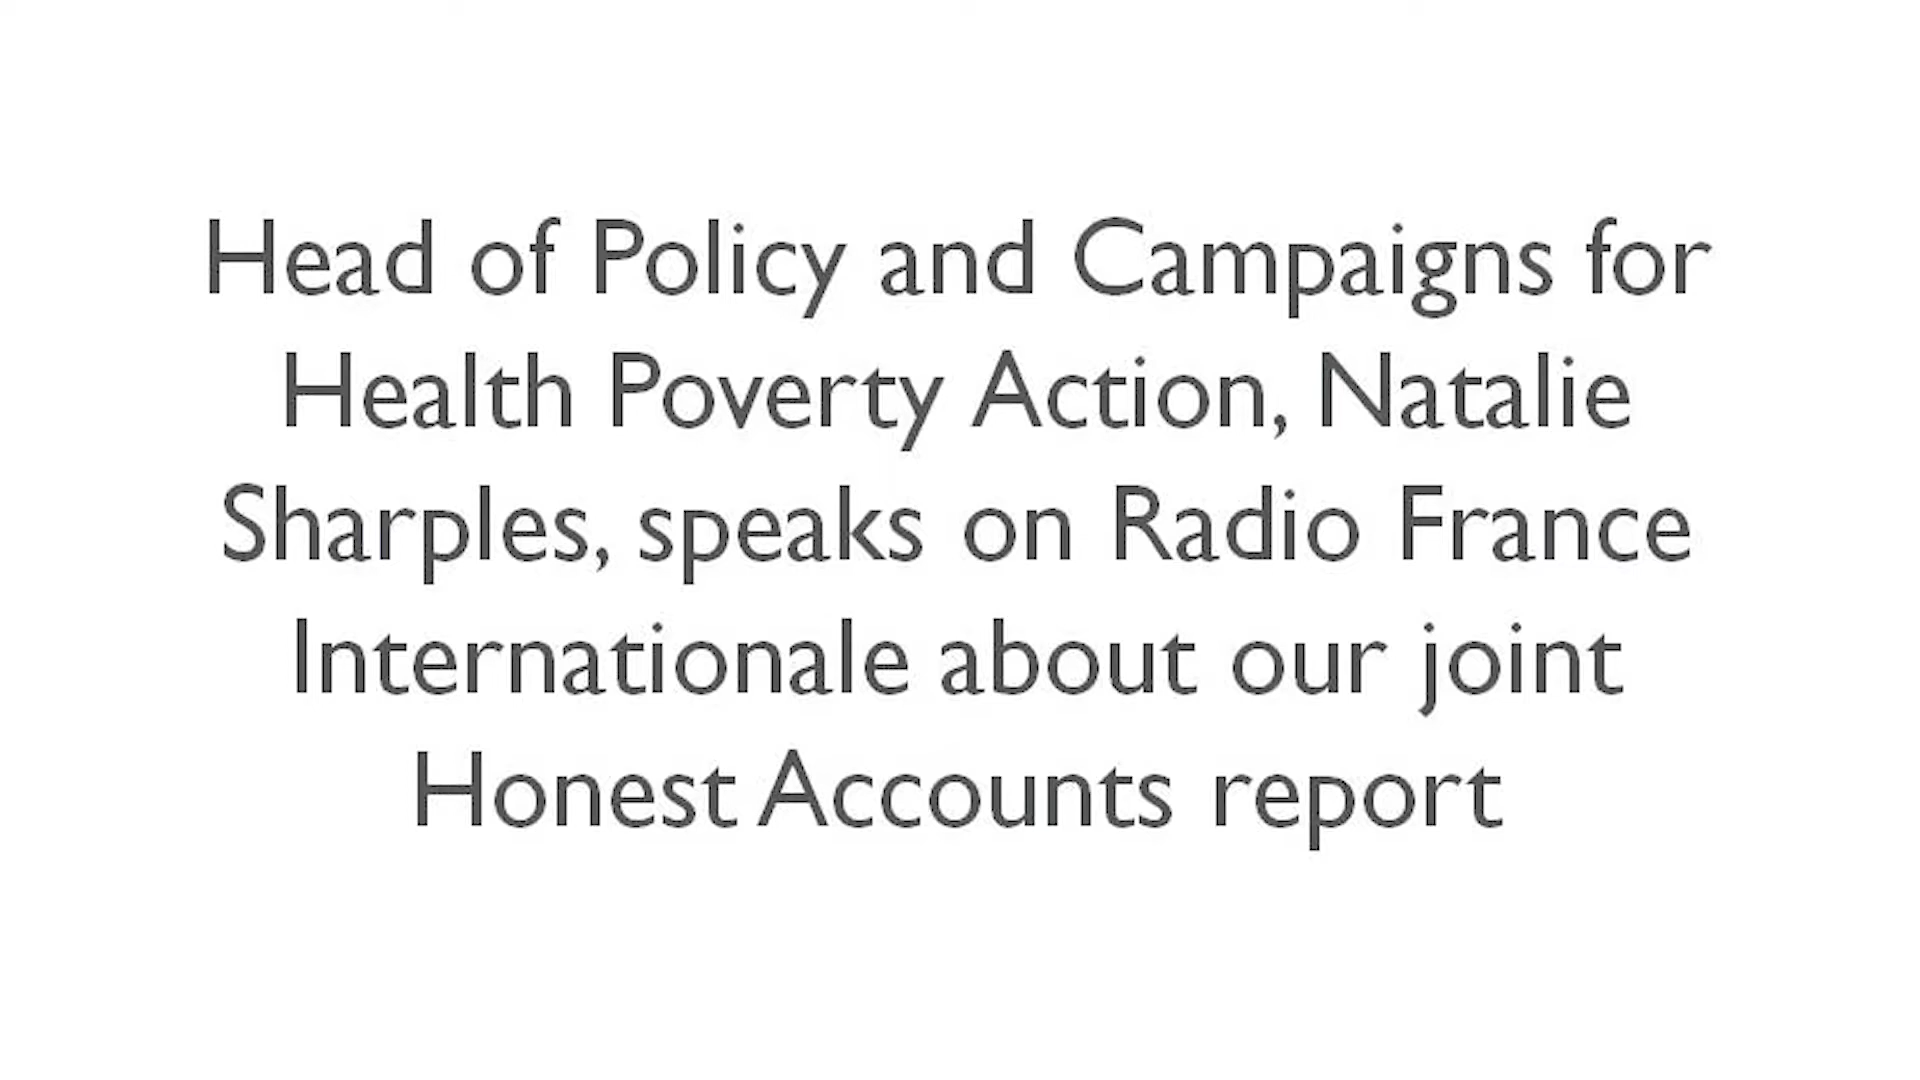 Head of Policy and Campaigns for
Health Poverty Action, Natalie
Sharples, speaks on Radio France
Internationale about our joint
Honest Accounts report